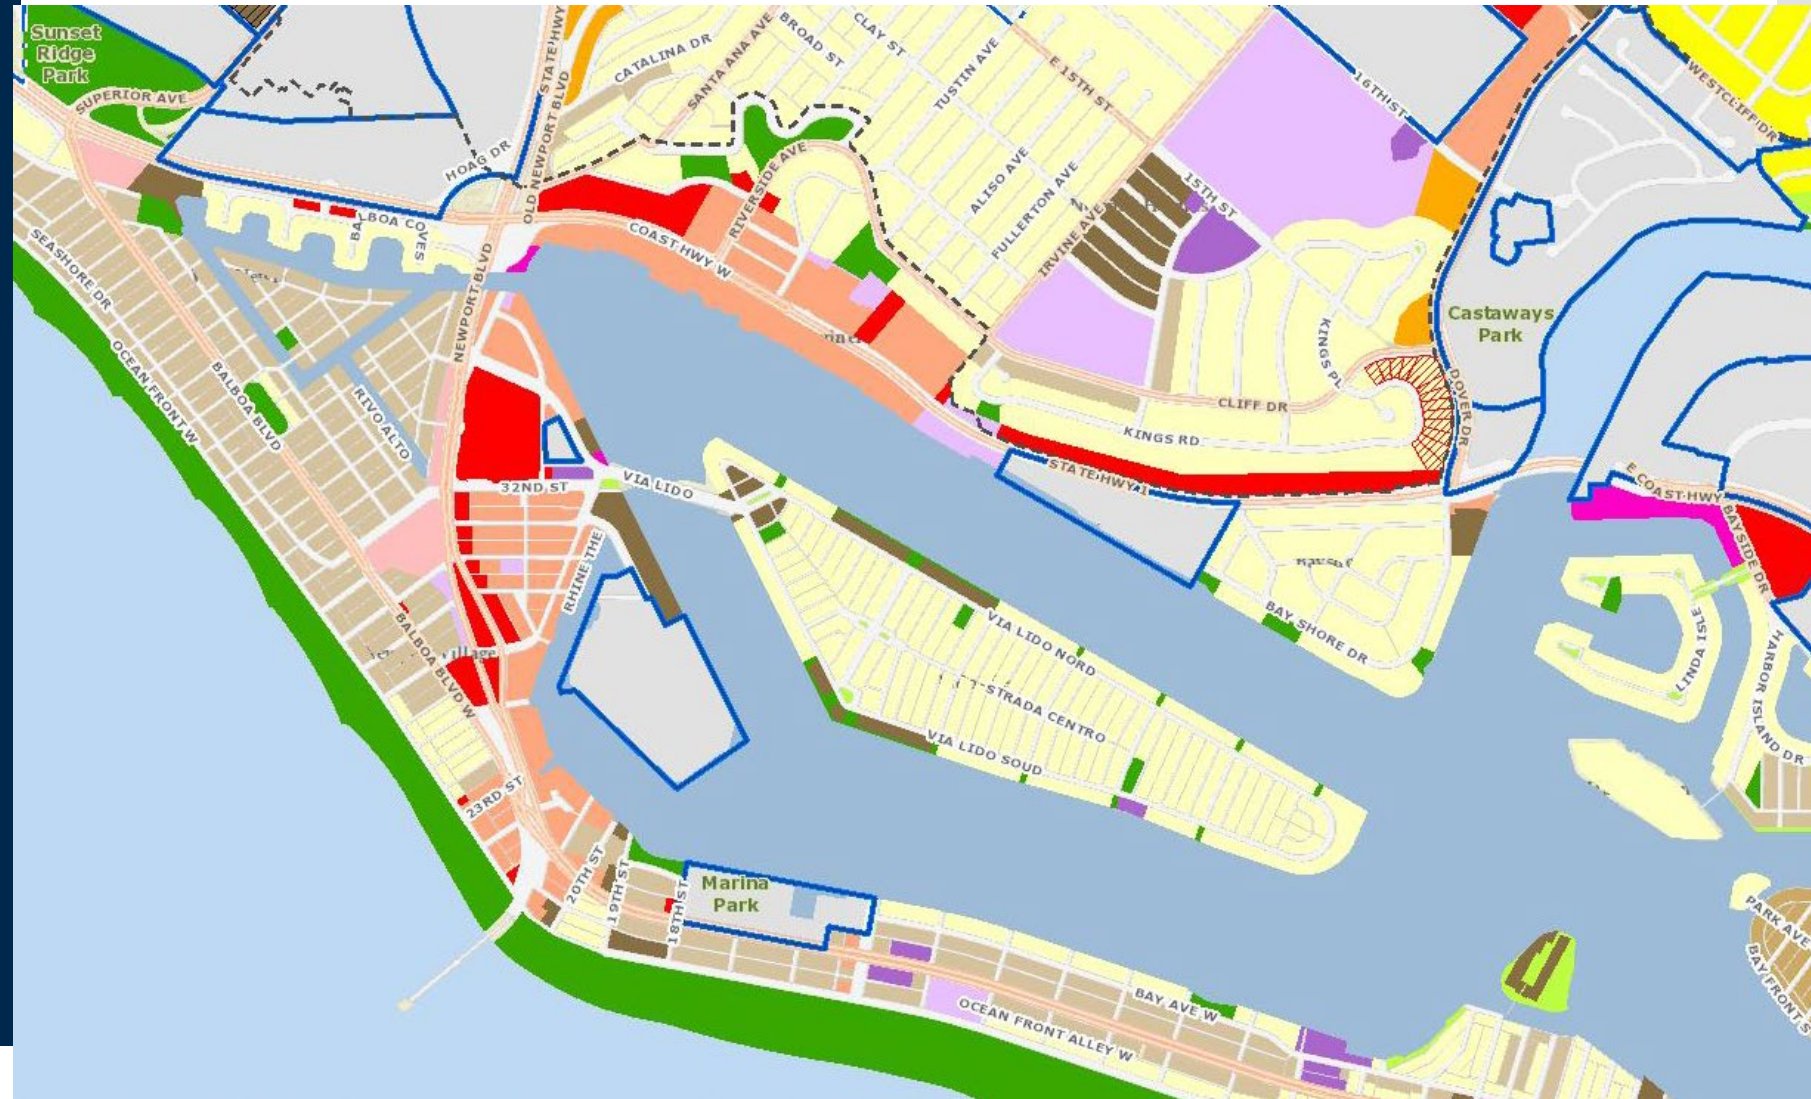 Sunset
Ridge
Park
SUPERIOR AVE
HOAG DR
STATE HWY
OLD NEWPORT BLVD
CATALINA DR
SANTA ANA AVE
BROAD ST
CLAY ST
TUSTIN AVE
E 15TH ST
16TH ST
WESTCLIFF DR
ALISO AVE
FULLERTON AVE
IRVINE AVE
15TH ST
RIVERSIDE AVE
COAST HWY W
BALBOA COVES
NEWPORT BLVD
SEASHORE DR
OCEAN FRONT W
BALBOA BLVD
RIVO ALTO
KINGS PL
CLIFF DR
KINGS RD
DOVER DR
Castaways
Park
STATE HWY 1
E COAST HWY
BAYSIDE DR
32ND ST
VIA LIDO
RHINE THE
BAY SHORE DR
VIA LIDO NORD
STRADA CENTRO
VIA LIDO SOUD
LINDA ISLE
HARBOR ISLAND DR
BALBOA BLVD W
23RD ST
20TH ST
19TH ST
18TH ST
Marina
Park
BAY AVE W
OCEAN FRONT ALLEY W
PARK AVE
BAY FRONT S